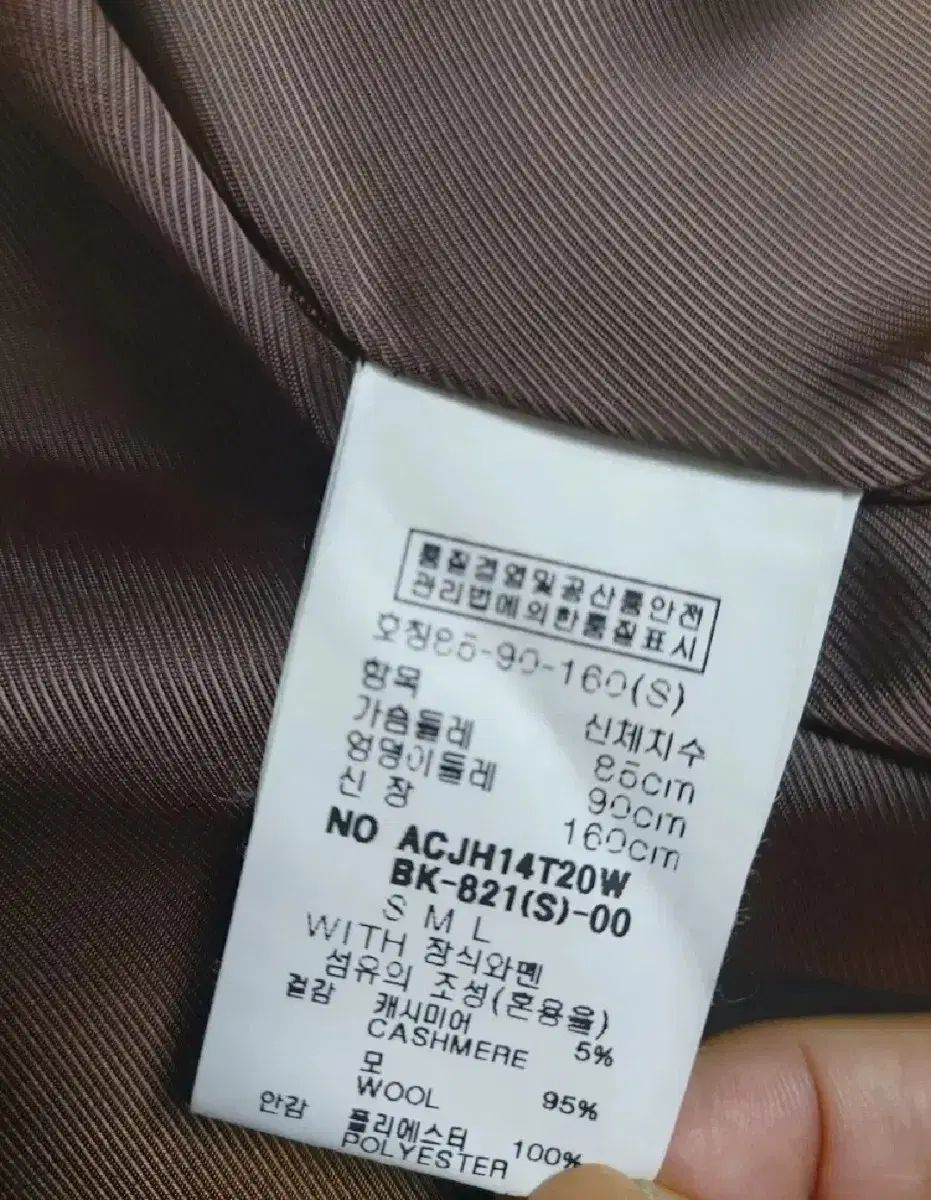 품질경영및공산품안전
관리법에의한품질표시
호칭85-90-160(S)
항목 신체치수
가슴둘레 85cm
엉덩이둘레 90cm
신 장 160cm
NO ACJH14T20W
BK-821(S)-00
S M L
WITH 장식와펜
섬유의 조성(혼용율)
겉감 캐시미어 5%
CASHMERE
모 95%
WOOL
안감 폴리에스터 100%
POLYESTER